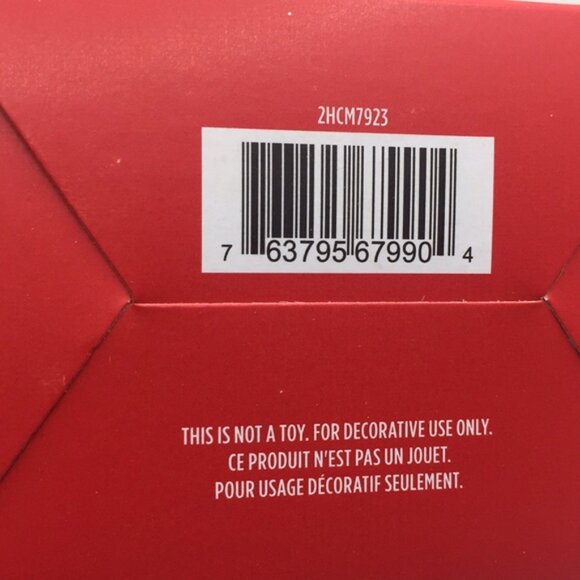 2HCM7923
7 63795 67990 4
THIS IS NOT A TOY. FOR DECORATIVE USE ONLY.
CE PRODUIT N'EST PAS UN JOUET.
POUR USAGE DÉCORATIF SEULEMENT.